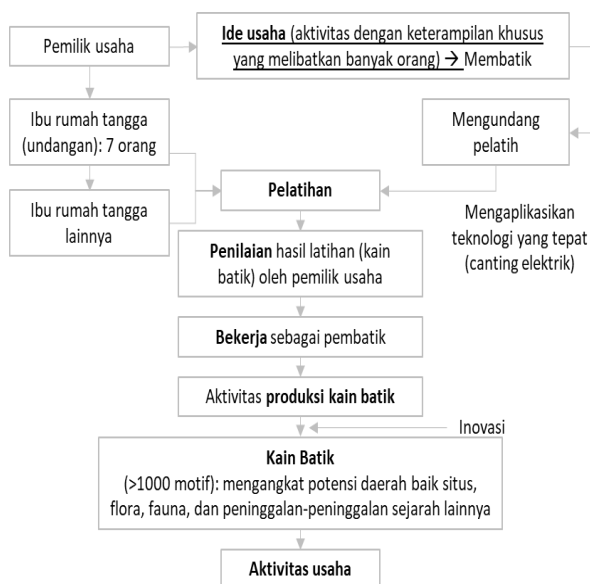 Pemilik usaha
Ide usaha (aktivitas dengan keterampilan khusus
yang melibatkan banyak orang) → Membatik
Ibu rumah tangga
(undangan): 7 orang
Mengundang
pelatih
Ibu rumah tangga
lainnya
Pelatihan
Mengaplikasikan
teknologi yang tepat
(canting elektrik)
Penilaian hasil latihan (kain
batik) oleh pemilik usaha
Bekerja sebagai pembatik
Aktivitas produksi kain batik
Inovasi
Kain Batik
(>1000 motif): mengangkat potensi daerah baik situs,
flora, fauna, dan peninggalan-peninggalan sejarah lainnya
Aktivitas usaha